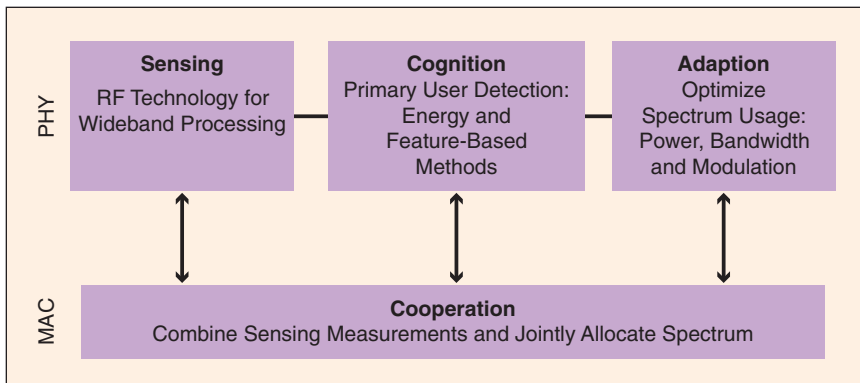 PHY
Sensing
RF Technology for
Wideband Processing
Cognition
Primary User Detection:
Energy and
Feature-Based
Methods
Adaption
Optimize
Spectrum Usage:
Power, Bandwidth
and Modulation
MAC
Cooperation
Combine Sensing Measurements and Jointly Allocate Spectrum